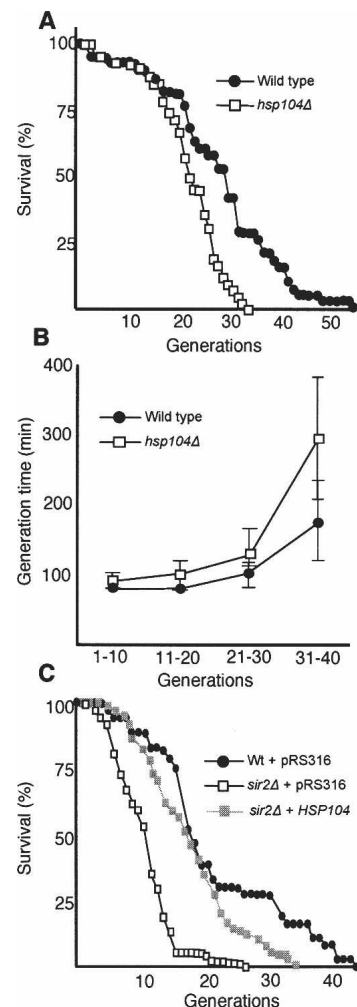 A
100
75
50
25
Survival (%)
Wild type
hsp104Δ
10 20 30 40 50
Generations
B
400
300
200
100
Generation time (min)
Wild type
hsp104Δ
1-10 11-20 21-30 31-40
Generations
C
100
75
50
25
Survival (%)
Wt + pRS316
sir2Δ + pRS316
sir2Δ + HSP104
10 20 30 40
Generations